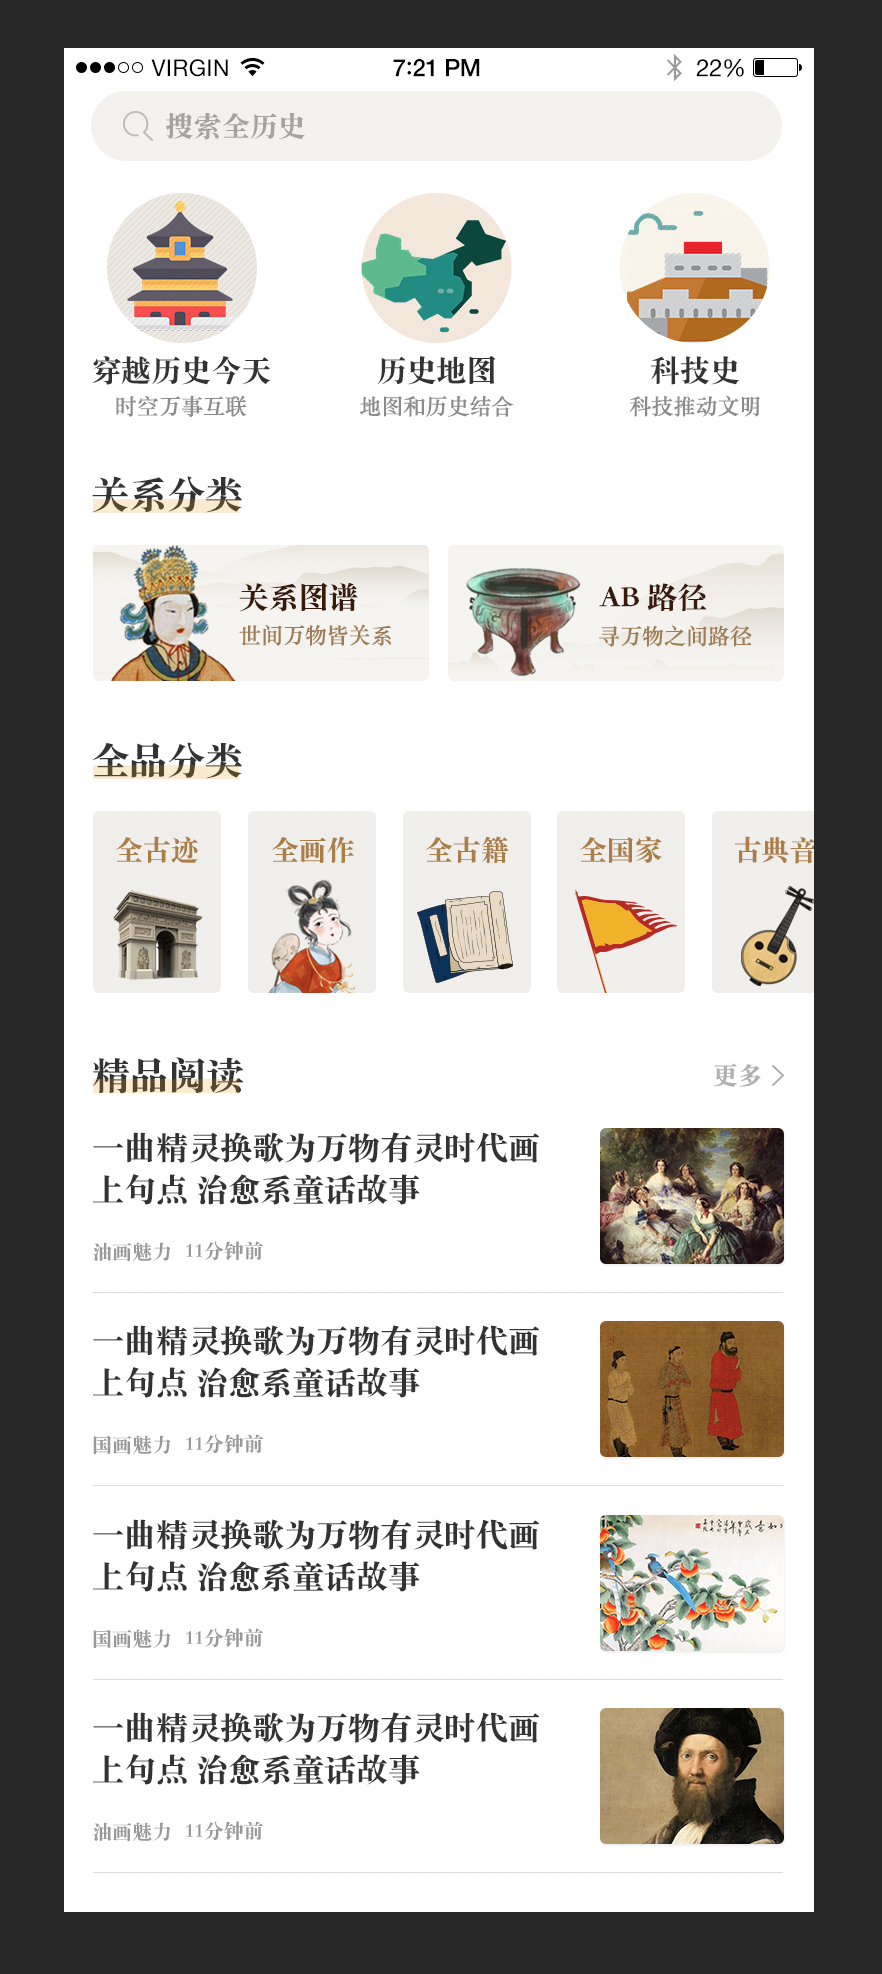 VIRGIN 7:21 PM 22%
搜索全历史
穿越历史今天 历史地图 科技史
时空万事互联 地图和历史结合 科技推动文明
关系分类
关系图谱 AB 路径
世间万物皆关系 寻万物之间路径
全品分类
全古迹 全画作 全古籍 全国家 古典音
精品阅读 更多
一曲精灵换歌为万物有灵时代画
上句点 治愈系童话故事
油画魅力 11分钟前
一曲精灵换歌为万物有灵时代画
上句点 治愈系童话故事
国画魅力 11分钟前
一曲精灵换歌为万物有灵时代画
上句点 治愈系童话故事
国画魅力 11分钟前
一曲精灵换歌为万物有灵时代画
上句点 治愈系童话故事
油画魅力 11分钟前